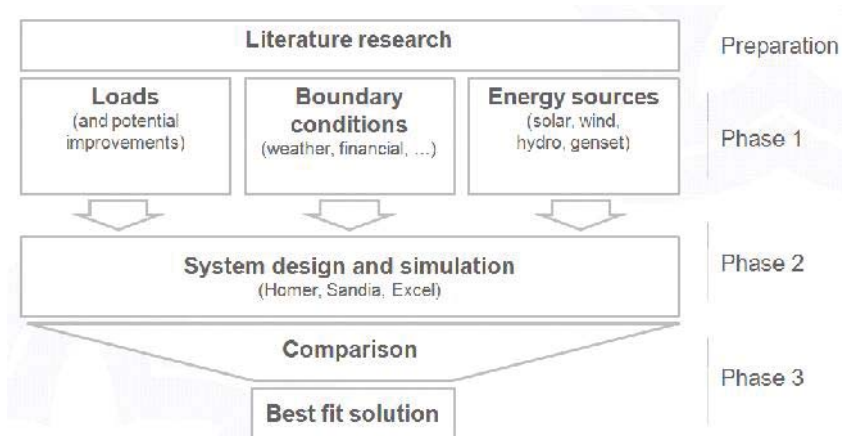 Literature research
Preparation
Loads
(and potential
improvements)
Boundary
conditions
(weather, financial, ...)
Energy sources
(solar, wind,
hydro, genset)
Phase 1
System design and simulation
(Homer, Sandia, Excel)
Phase 2
Comparison
Phase 3
Best fit solution